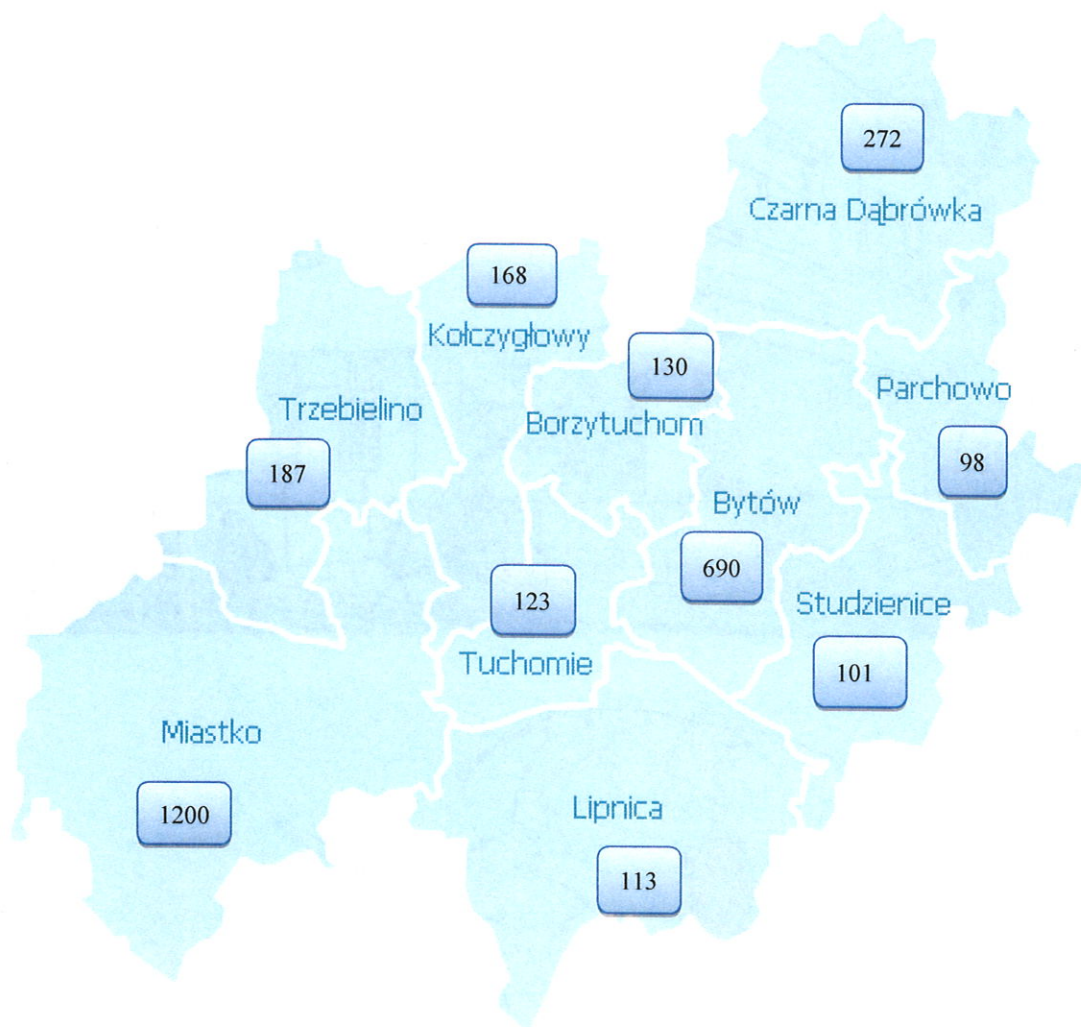 272
Czarna Dąbrówka
168
Kołczygłowy
130
Borzytuchom
Parchowo
98
Trzebielino
187
Bytów
690
123
Tuchomie
Studzienice
101
Miastko
1200
Lipnica
113